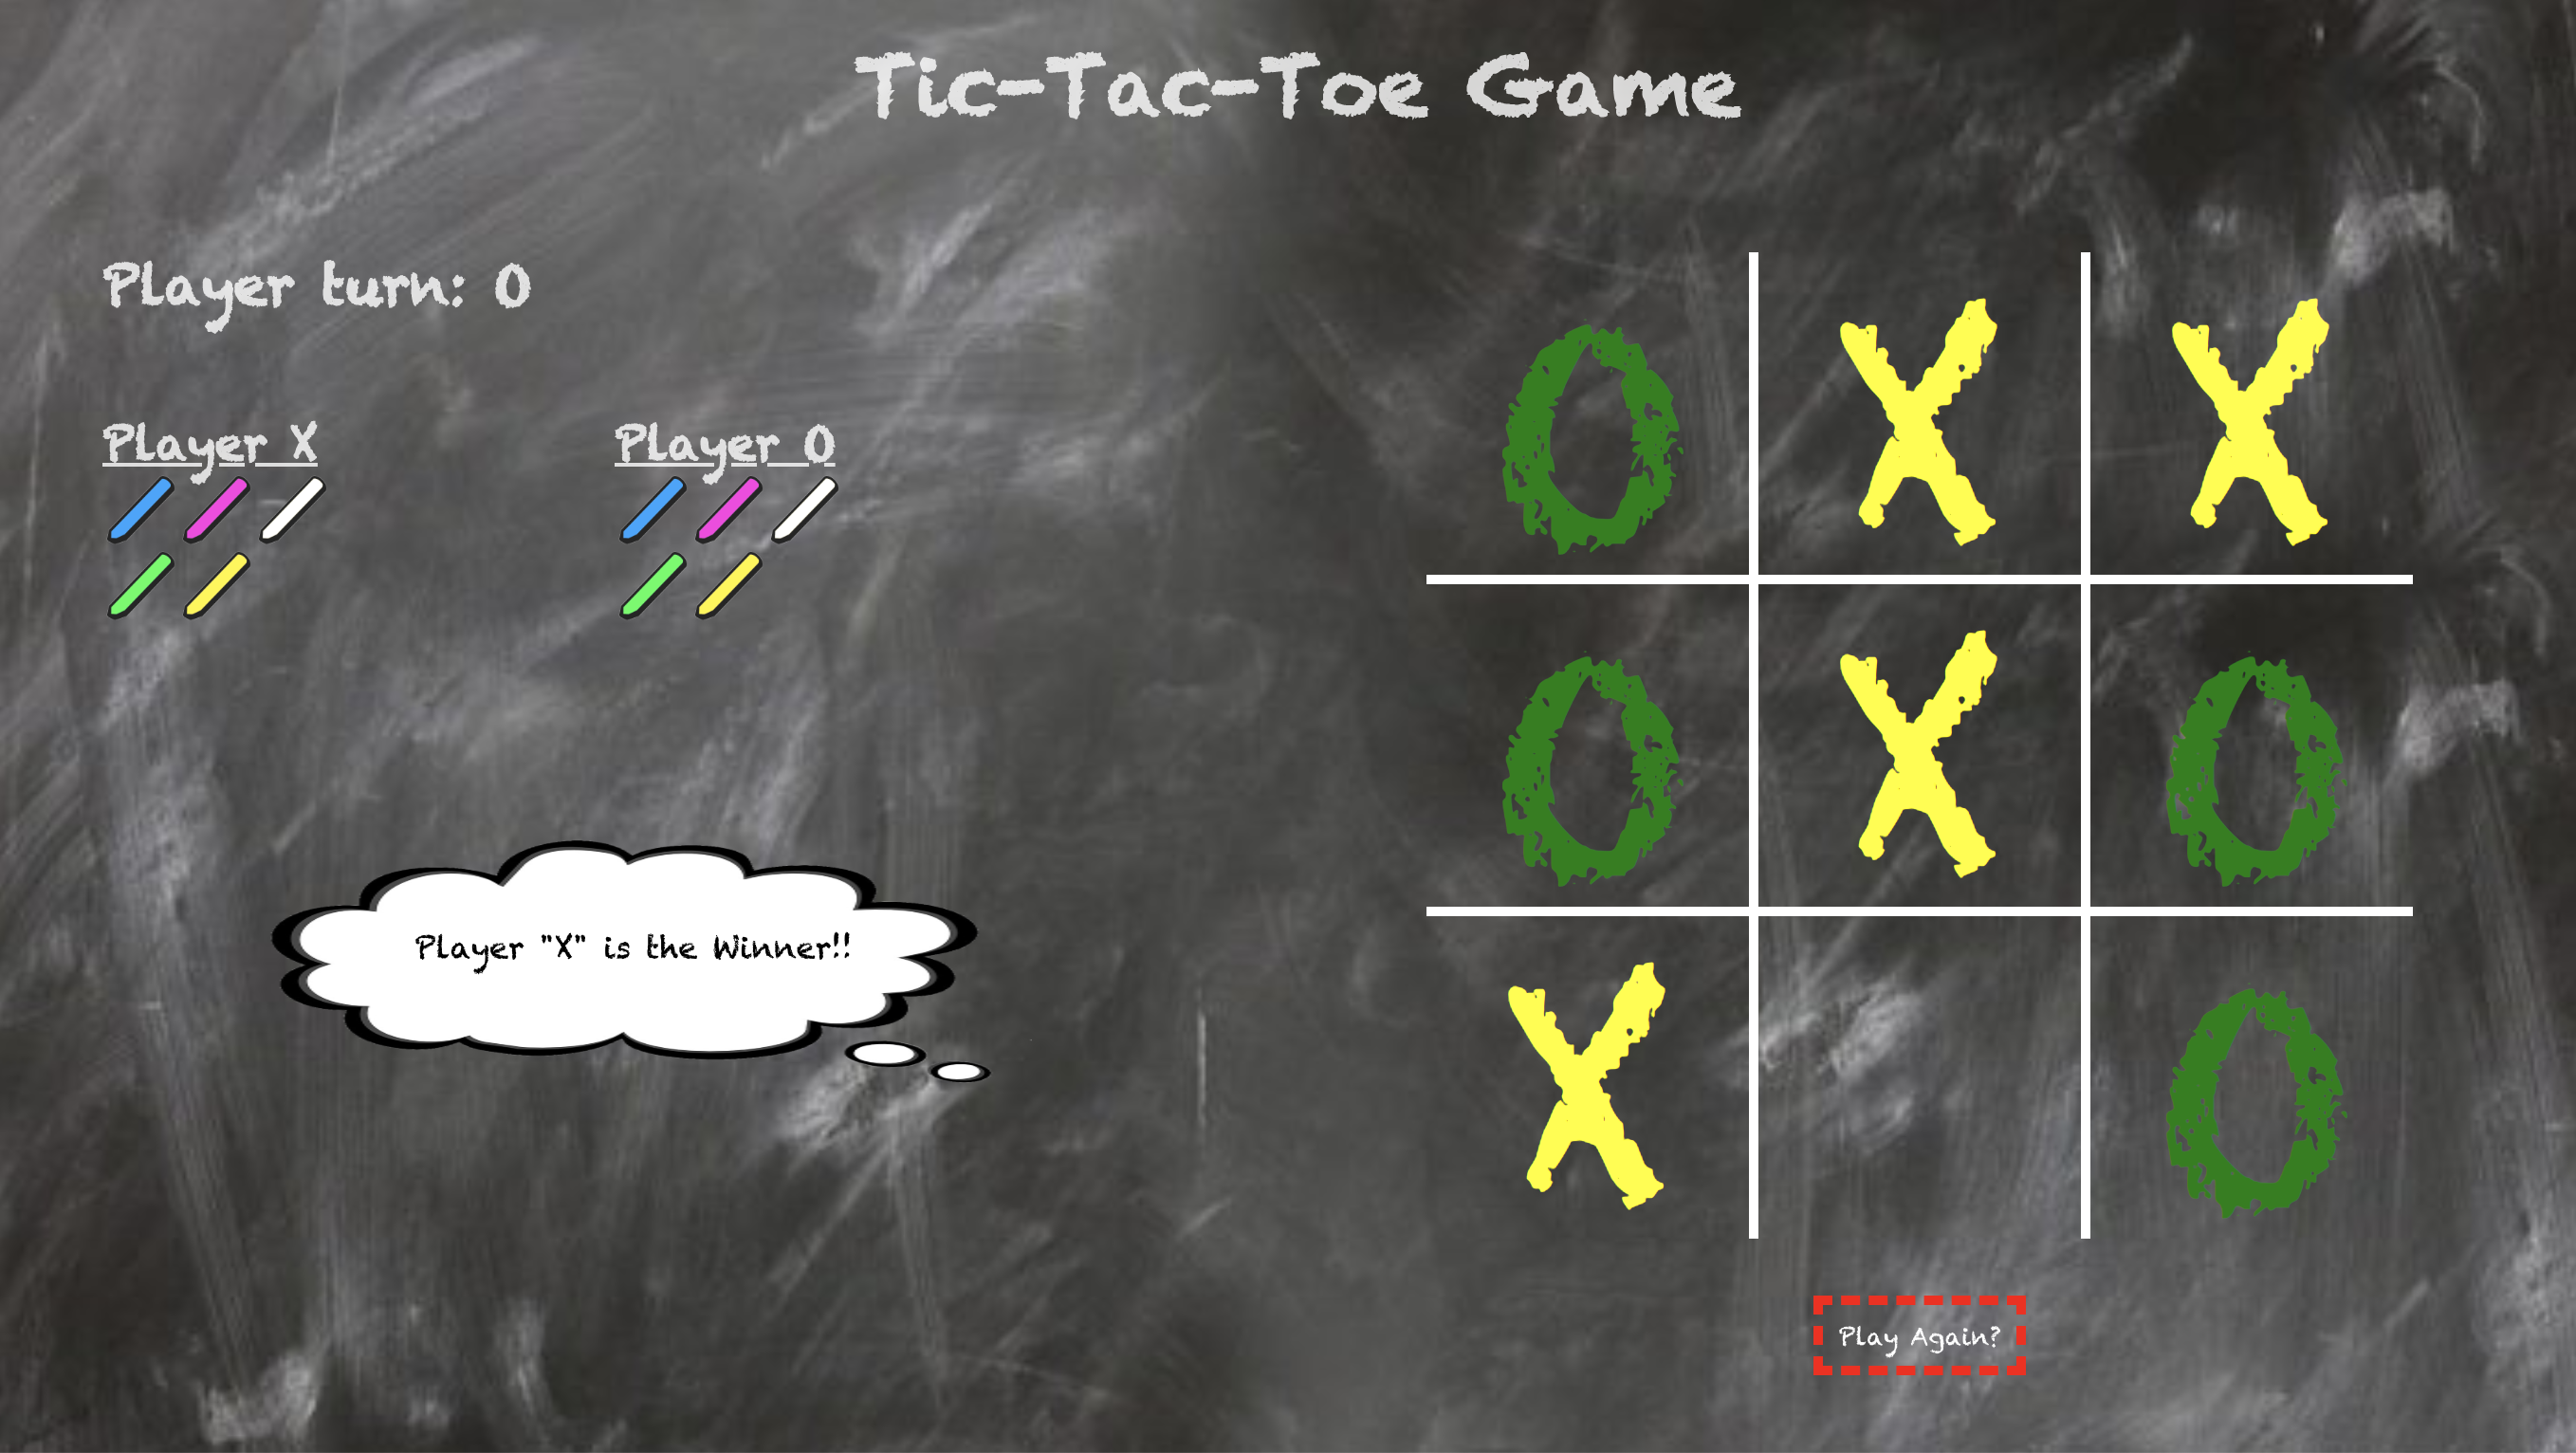 Tic-Tac-Toe Game
Player turn: O
Player X
Player O
O X X
O X O
X O
Player "X" is the Winner!!
Play Again?